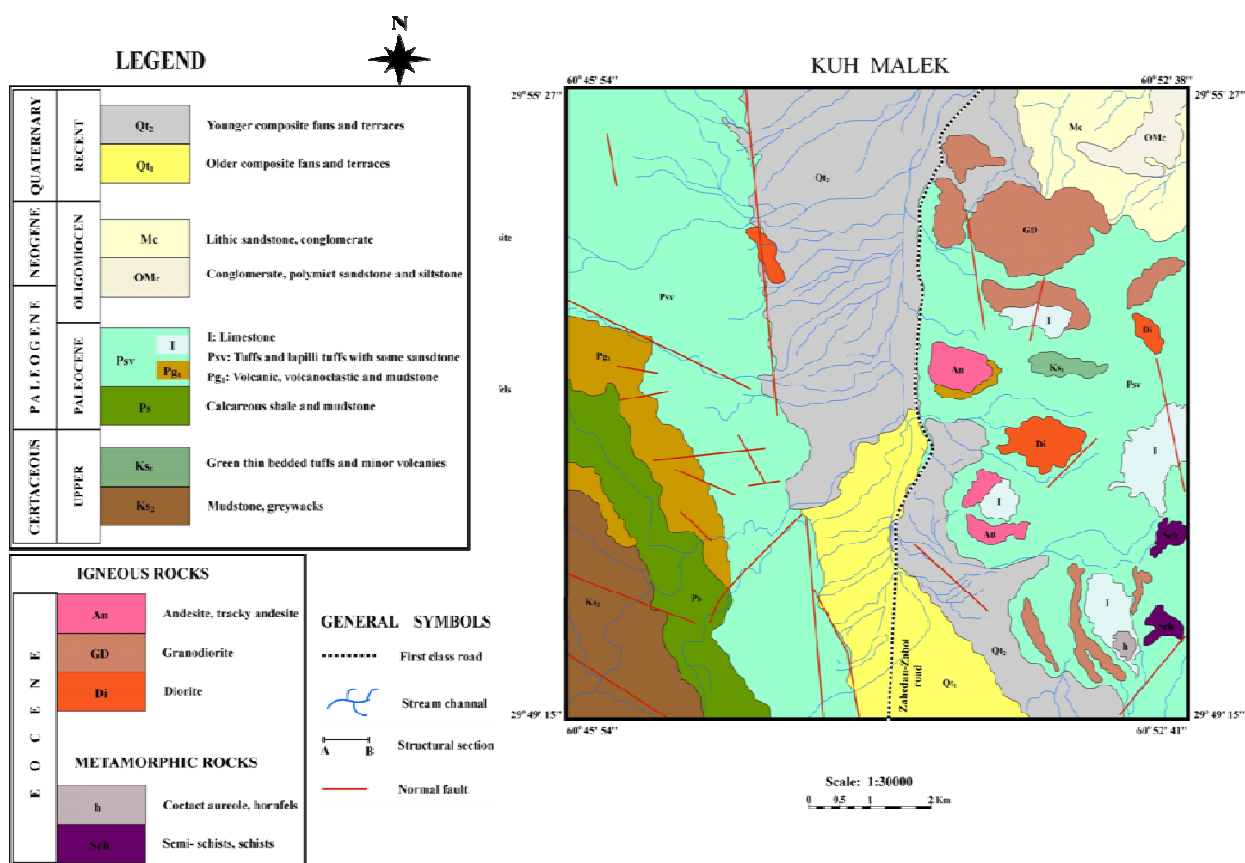 N
LEGEND
QUATERNARY
RECENT
Qt₂
Younger composite fans and terraces
Qt₁
Older composite fans and terraces
NEOGENE
OLIGOMIOCEN
Mc
Lithic sandstone, conglomerate
OMc
Conglomerate, polymict sandstone and siltstone
PALEOGENE
PALEOCENE
Psv
I
Pg₁
I: Limestone
Psv: Tuffs and lapilli tuffs with some sansdtone
Pg₁: Volcanic, volcanoclastic and mudstone
Ps
Calcareous shale and mudstone
CERTACEOUS
UPPER
Ks₁
Green thin bedded tuffs and minor volcanies
Ks₂
Mudstone, greywacks
EOCENE
IGNEOUS ROCKS
An
Andesite, tracky andesite
GD
Granodiorite
Di
Diorite
METAMORPHIC ROCKS
h
Coctact aureole, hornfels
Sch
Semi- schists, schists
GENERAL SYMBOLS
First class road
Stream channel
A B
Structural section
Normal fault
site
els
KUH MALEK
60° 45' 54" 60° 52' 38"
29° 55' 27" 29° 55' 27"
Mc
OMc
Qt₂
GD
Psv
I
Di
Pg₁
An
Ks₁
Psv
Di
I
I
An
Sch
Ks₂
Ps
I
Sch
h
Qt₂
Qt₁
Zahedan-Zabol
road
29° 49' 15" 29° 49' 15"
60° 45' 54" 60° 52' 41"
Scale: 1:30000
0 0.5 1 2 Km